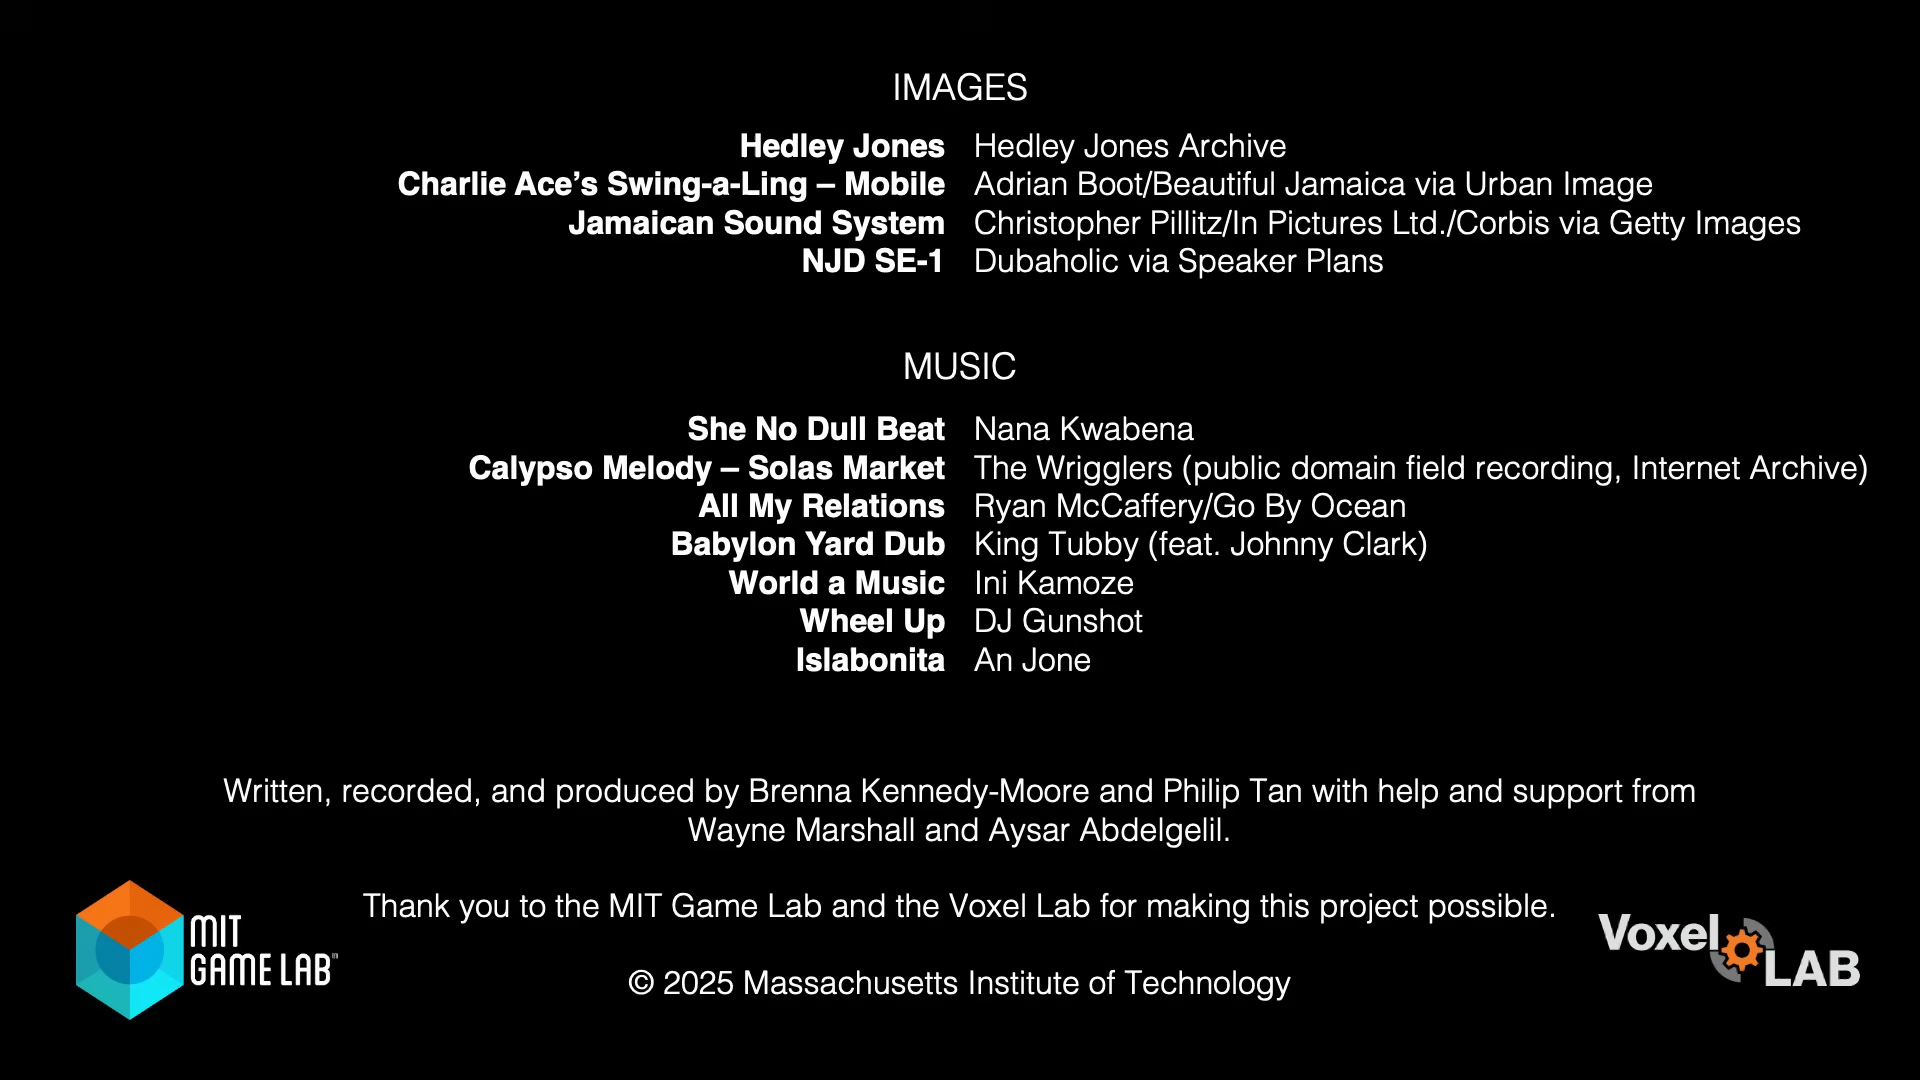 IMAGES
Hedley Jones Hedley Jones Archive
Charlie Ace’s Swing-a-Ling – Mobile Adrian Boot/Beautiful Jamaica via Urban Image
Jamaican Sound System Christopher Pillitz/In Pictures Ltd./Corbis via Getty Images
NJD SE-1 Dubaholic via Speaker Plans
MUSIC
She No Dull Beat Nana Kwabena
Calypso Melody – Solas Market The Wrigglers (public domain field recording, Internet Archive)
All My Relations Ryan McCaffery/Go By Ocean
Babylon Yard Dub King Tubby (feat. Johnny Clark)
World a Music Ini Kamoze
Wheel Up DJ Gunshot
Islabonita An Jone
Written, recorded, and produced by Brenna Kennedy-Moore and Philip Tan with help and support from
Wayne Marshall and Aysar Abdelgelil.
Thank you to the MIT Game Lab and the Voxel Lab for making this project possible.
© 2025 Massachusetts Institute of Technology
MIT
GAME LAB
Voxel
LAB